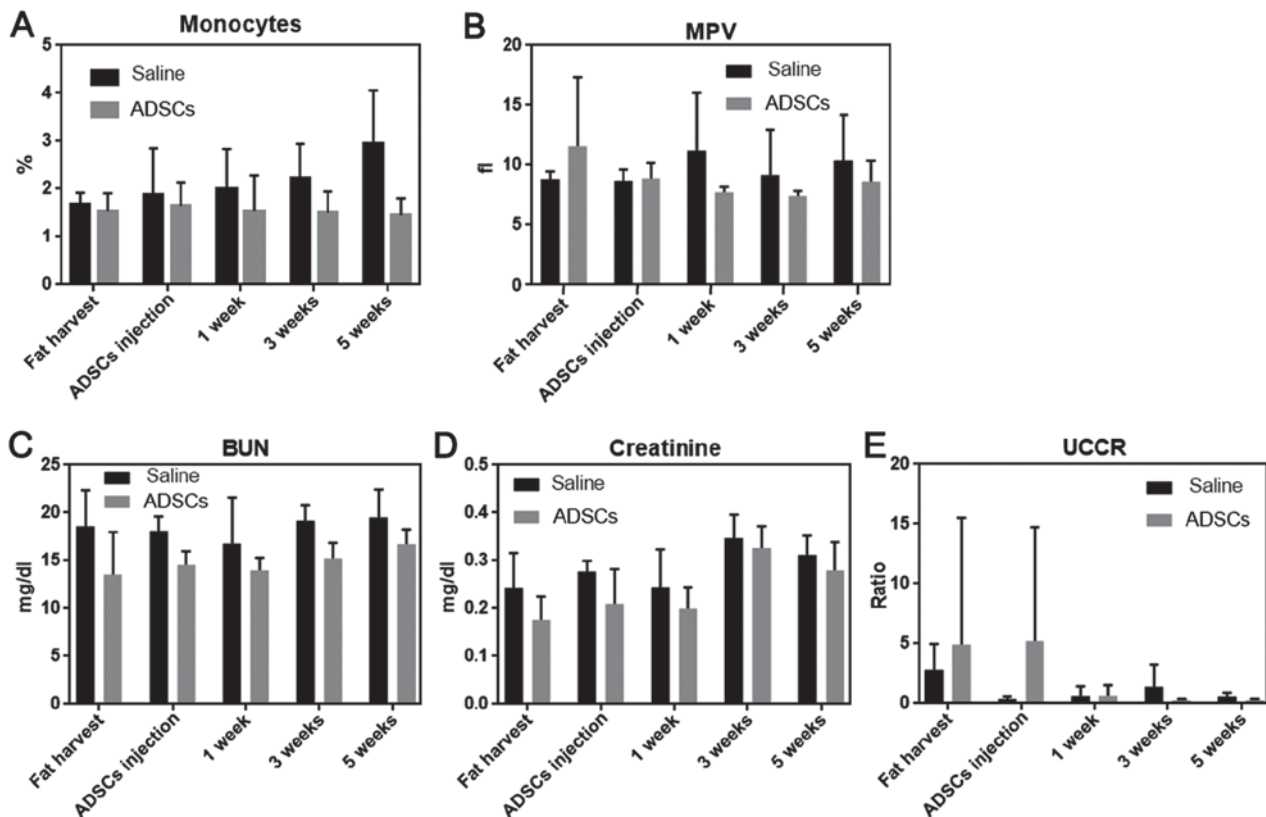 A
Monocytes
5
4
3
2
1
0
%
Saline
ADSCs
Fat harvest
ADSCs injection
1 week
3 weeks
5 weeks
B
MPV
20
15
10
5
0
fl
Saline
ADSCs
Fat harvest
ADSCs injection
1 week
3 weeks
5 weeks
C
BUN
25
20
15
10
5
0
mg/dl
Saline
ADSCs
Fat harvest
ADSCs injection
1 week
3 weeks
5 weeks
D
Creatinine
0.5
0.4
0.3
0.2
0.1
0.0
mg/dl
Saline
ADSCs
Fat harvest
ADSCs injection
1 week
3 weeks
5 weeks
E
UCCR
20
15
10
5
0
Ratio
Saline
ADSCs
Fat harvest
ADSCs injection
1 week
3 weeks
5 weeks